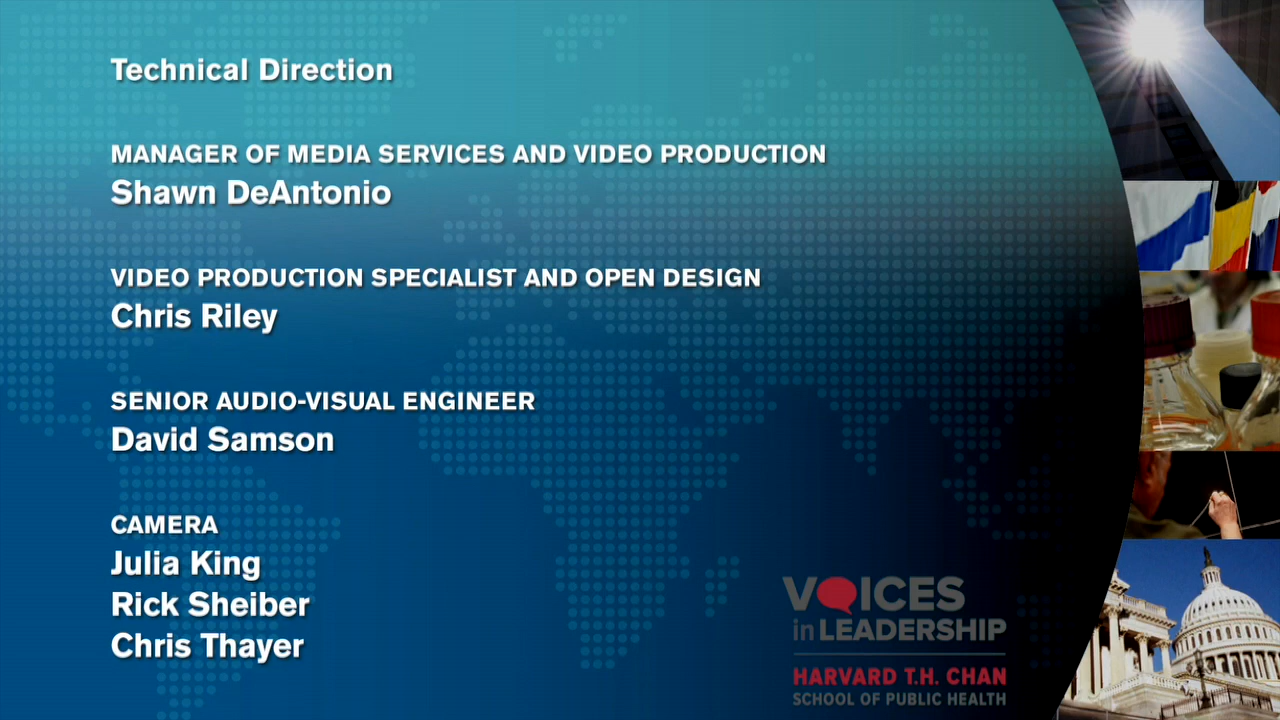 Technical Direction
MANAGER OF MEDIA SERVICES AND VIDEO PRODUCTION
Shawn DeAntonio
VIDEO PRODUCTION SPECIALIST AND OPEN DESIGN
Chris Riley
SENIOR AUDIO-VISUAL ENGINEER
David Samson
CAMERA
Julia King
Rick Sheiber
Chris Thayer
VOICES
in LEADERSHIP
HARVARD T.H. CHAN
SCHOOL OF PUBLIC HEALTH